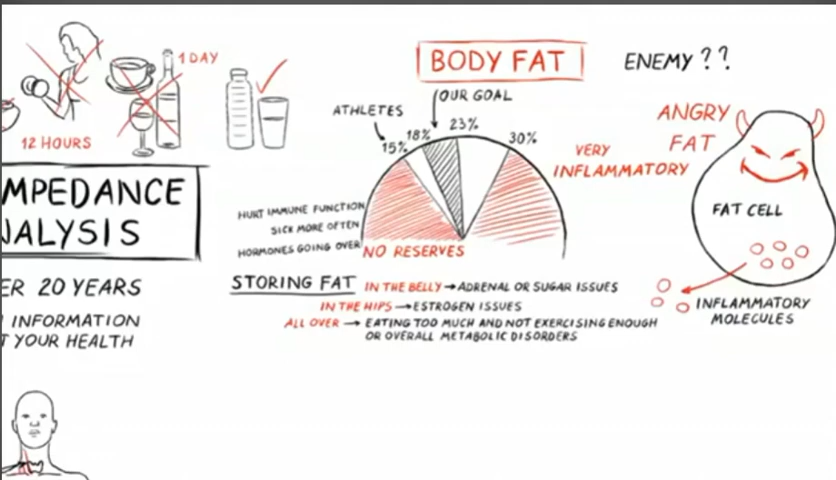 1 DAY
12 HOURS
MPEDANCE
ALYSIS
ER 20 YEARS
INFORMATION
T YOUR HEALTH
BODY FAT
ENEMY ??
OUR GOAL
ATHLETES
15%
18%
23%
30%
HURT IMMUNE FUNCTION
SICK MORE OFTEN
HORMONES GOING OVER
NO RESERVES
VERY
INFLAMMATORY
ANGRY
FAT
FAT CELL
INFLAMMATORY
MOLECULES
STORING FAT
IN THE BELLY → ADRENAL OR SUGAR ISSUES
IN THE HIPS → ESTROGEN ISSUES
ALL OVER → EATING TOO MUCH AND NOT EXERCISING ENOUGH
OR OVERALL METABOLIC DISORDERS